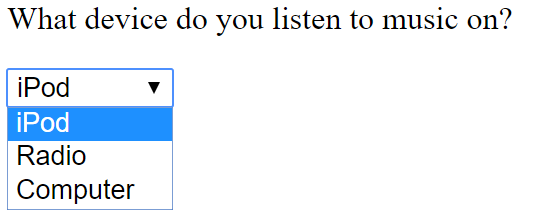 What device do you listen to music on?
iPod
iPod
Radio
Computer